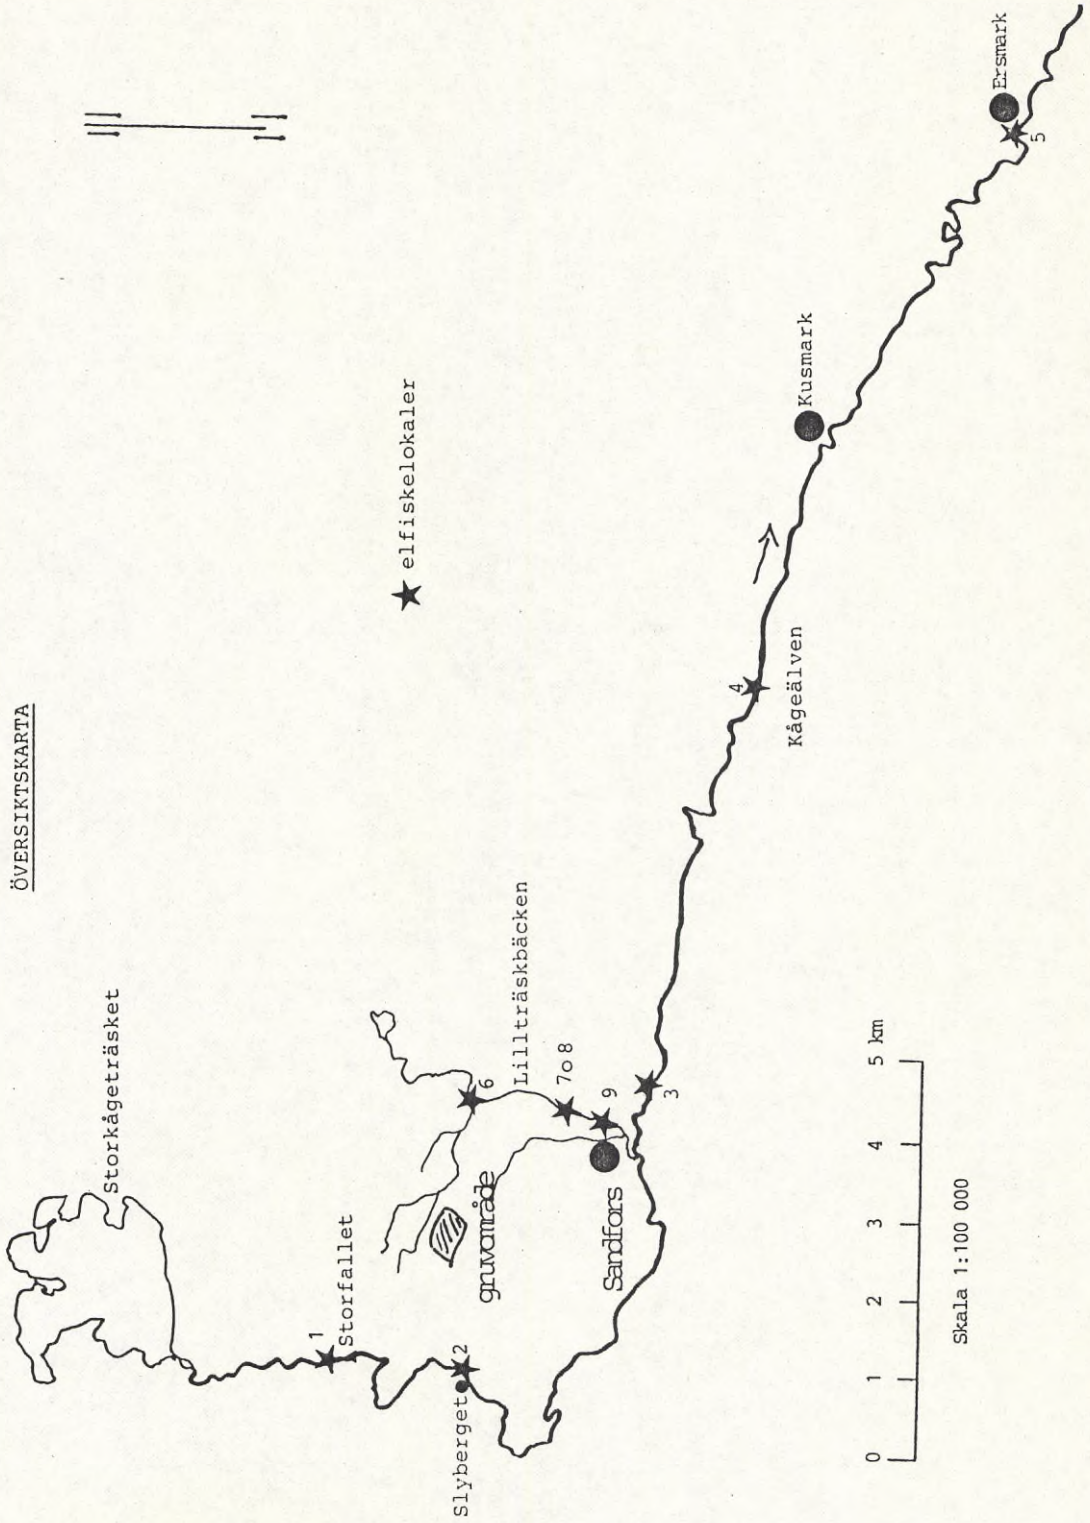 ÖVERSIKTSKARTA
Storkågeträsket
1
Storfallet
Slyberget
2
gruvområde
6
Lillträskbäcken
7o8
9
Sandfors
3
★ elfiskelokaler
4
Kågeälven
Kusmark
Ersmark
5
0 1 2 3 4 5 km
Skala 1:100 000